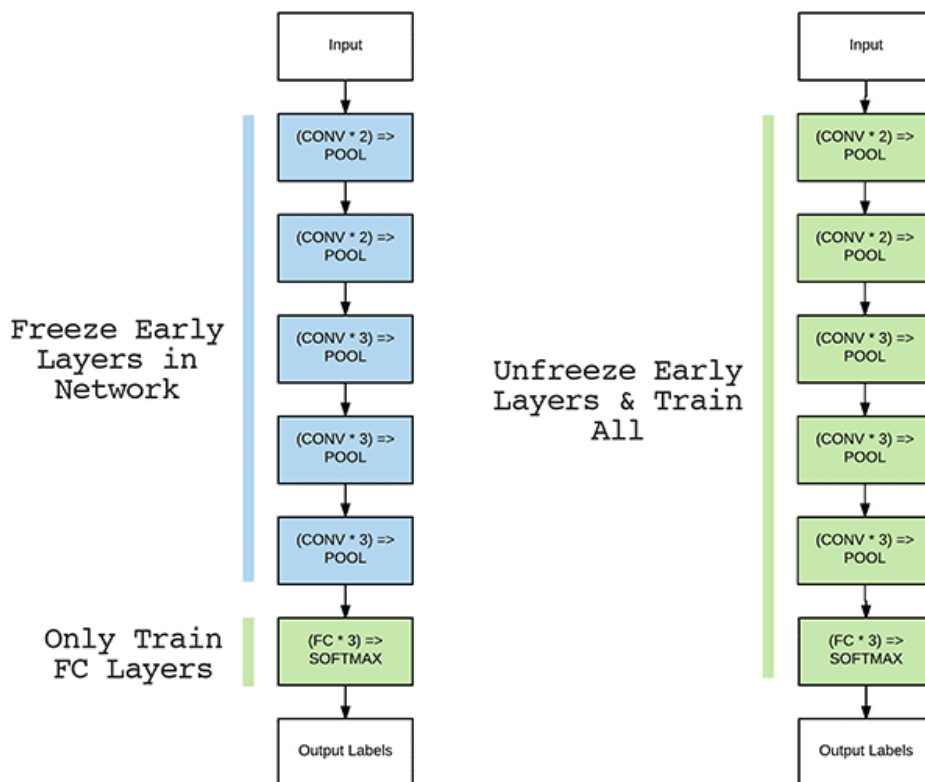 Input
(CONV * 2) =>
POOL
(CONV * 2) =>
POOL
(CONV * 3) =>
POOL
(CONV * 3) =>
POOL
(CONV * 3) =>
POOL
(FC * 3) =>
SOFTMAX
Output Labels
Freeze Early
Layers in
Network
Only Train
FC Layers
Input
(CONV * 2) =>
POOL
(CONV * 2) =>
POOL
(CONV * 3) =>
POOL
(CONV * 3) =>
POOL
(CONV * 3) =>
POOL
(FC * 3) =>
SOFTMAX
Output Labels
Unfreeze Early
Layers & Train
All